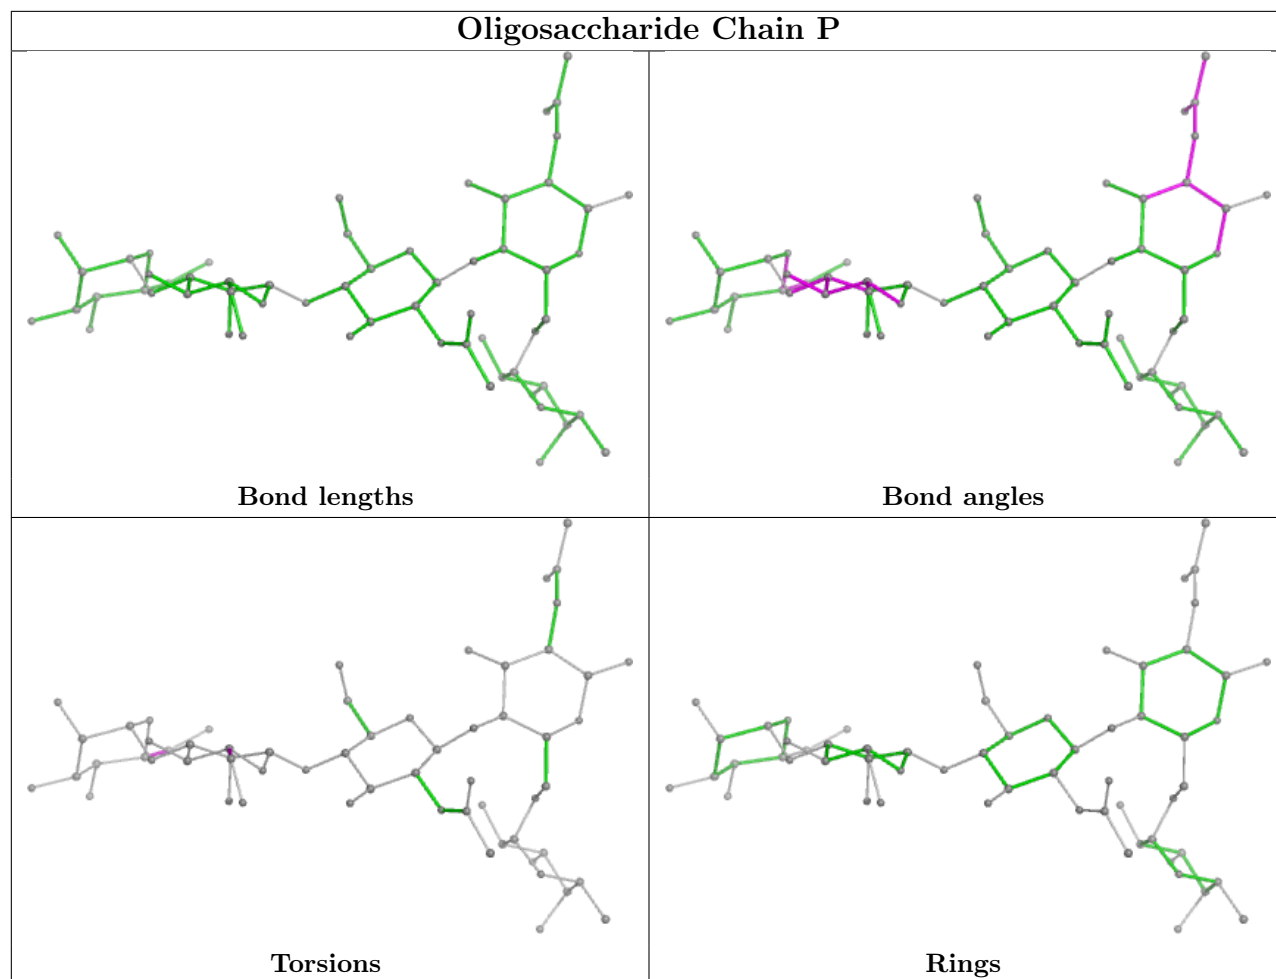 Oligosaccharide Chain P
Bond lengths
Bond angles
Torsions
Rings